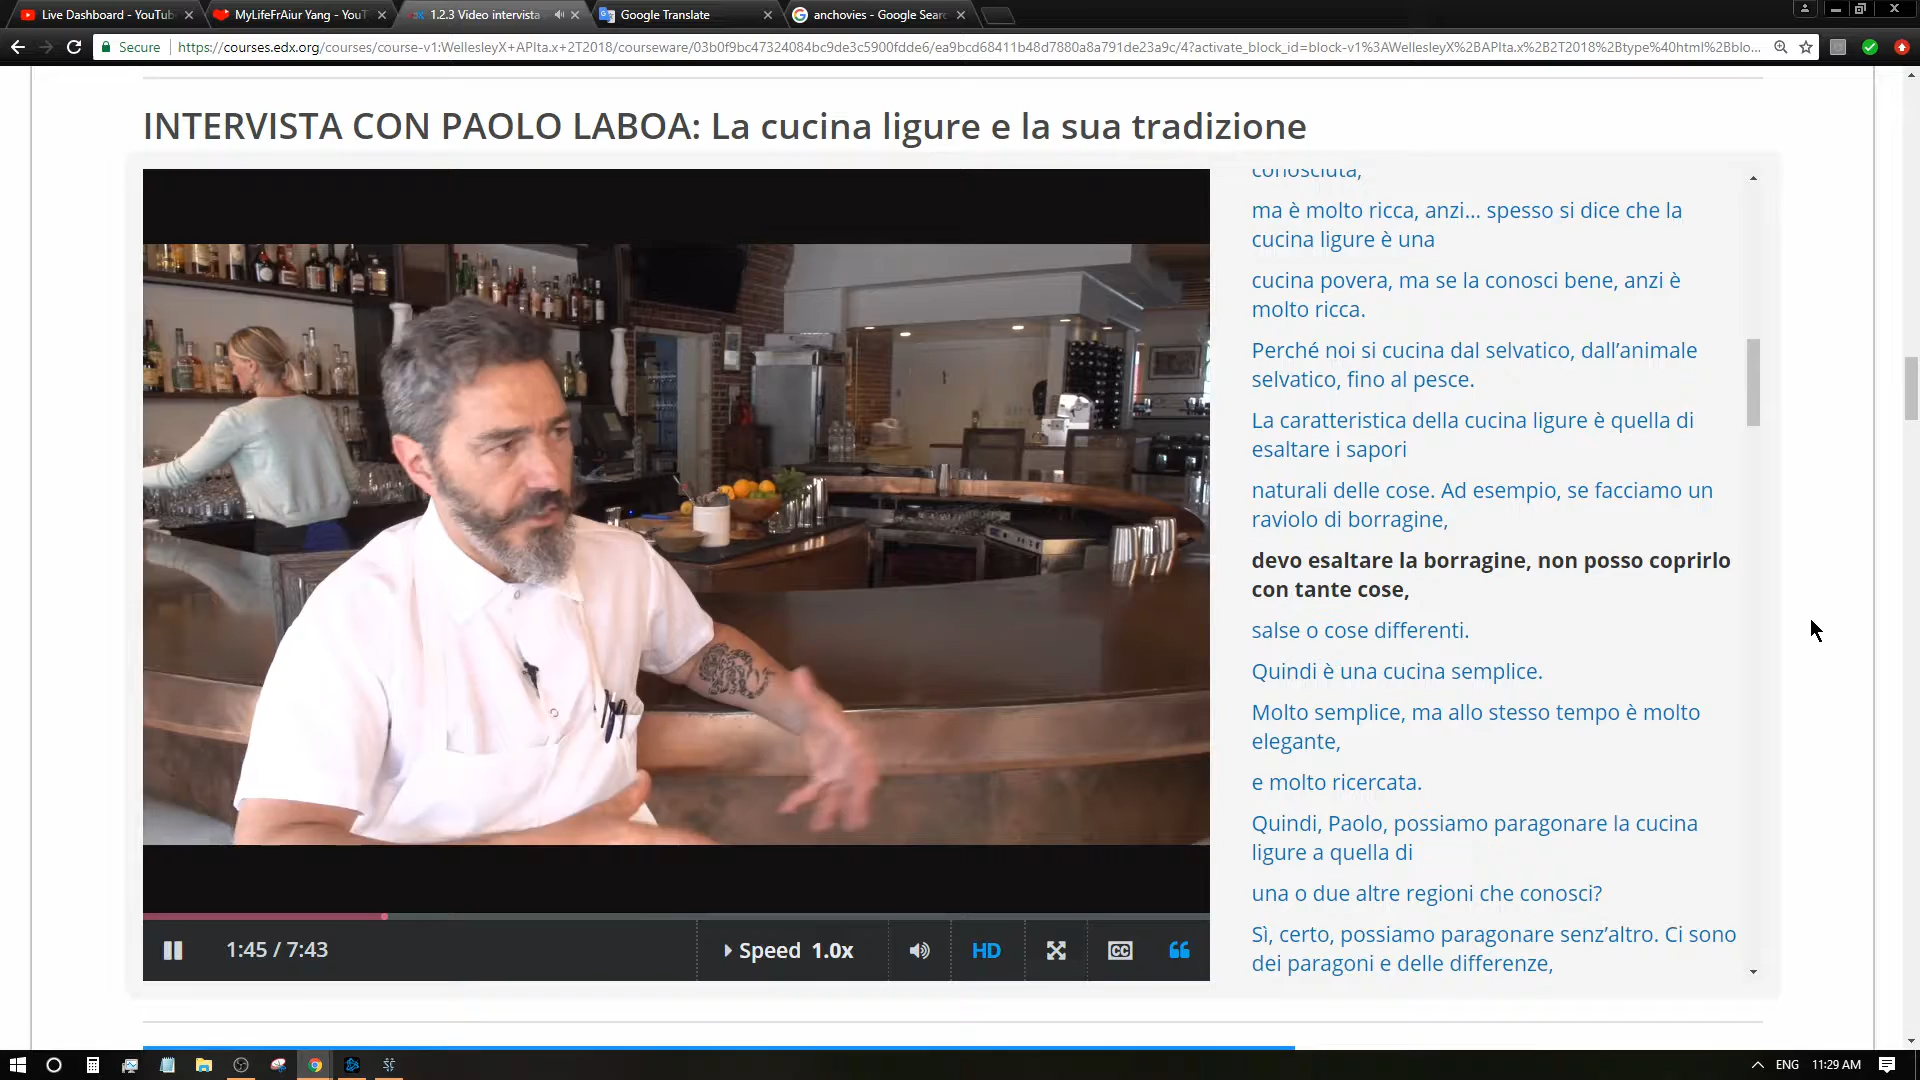 Live Dashboard - YouTub
MyLifeFrAiur Yang - YouT
1.2.3 Video intervista
Google Translate
anchovies - Google Sear
Secure
https://courses.edx.org/courses/course-v1:WellesleyX+APIta.x+2T2018/courseware/03b0f9bc47324084bc9de3c5900fdde6/ea9bcd68411b48d7880a8a791de23a9c/4?activate_block_id=block-v1%3AWellesleyX%2BAPIta.x%2B2T2018%2Btype%40html%2Bblo...
INTERVISTA CON PAOLO LABOA: La cucina ligure e la sua tradizione
conosciuta,
ma è molto ricca, anzi... spesso si dice che la
cucina ligure è una
cucina povera, ma se la conosci bene, anzi è
molto ricca.
Perché noi si cucina dal selvatico, dall’animale
selvatico, fino al pesce.
La caratteristica della cucina ligure è quella di
esaltare i sapori
naturali delle cose. Ad esempio, se facciamo un
raviolo di borragine,
devo esaltare la borragine, non posso coprirlo
con tante cose,
salse o cose differenti.
Quindi è una cucina semplice.
Molto semplice, ma allo stesso tempo è molto
elegante,
e molto ricercata.
Quindi, Paolo, possiamo paragonare la cucina
ligure a quella di
una o due altre regioni che conosci?
Sì, certo, possiamo paragonare senz’altro. Ci sono
dei paragoni e delle differenze,
1:45 / 7:43
Speed 1.0x
HD
CC
ENG
11:29 AM